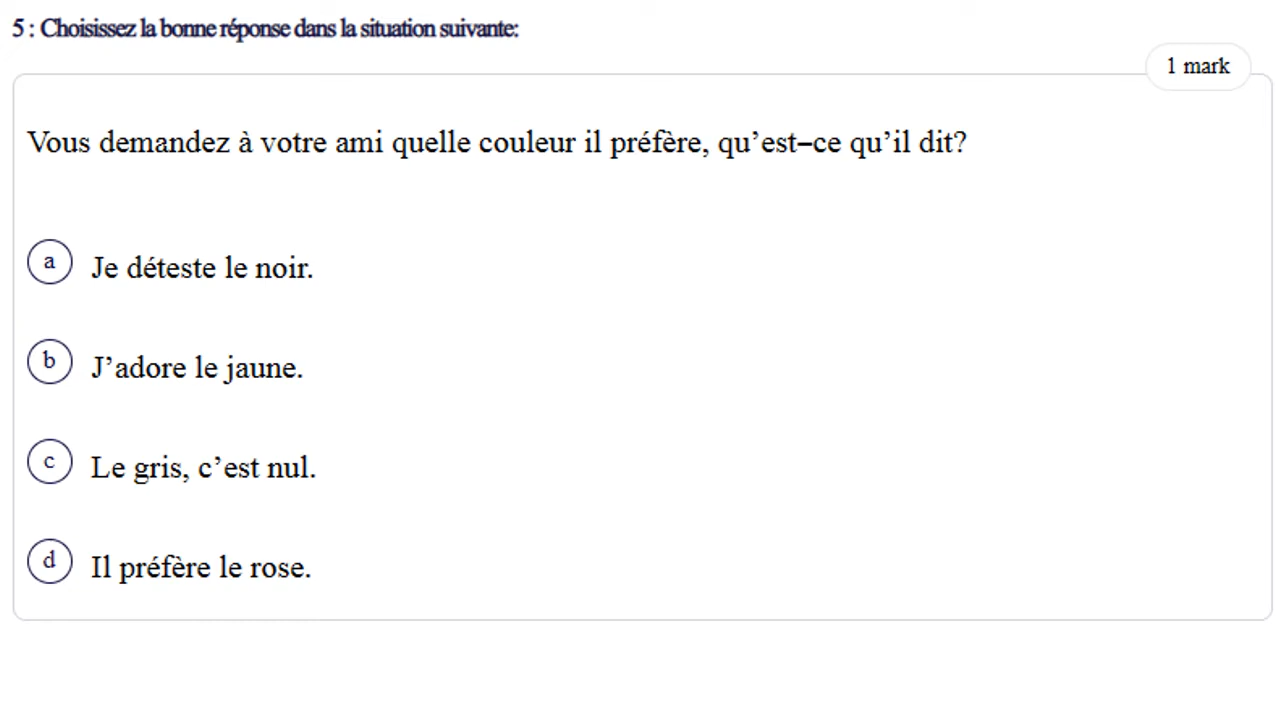 5 : Choisissez la bonne réponse dans la situation suivante:
1 mark
Vous demandez à votre ami quelle couleur il préfère, qu’est–ce qu’il dit?
a Je déteste le noir.
b J’adore le jaune.
c Le gris, c’est nul.
d Il préfère le rose.